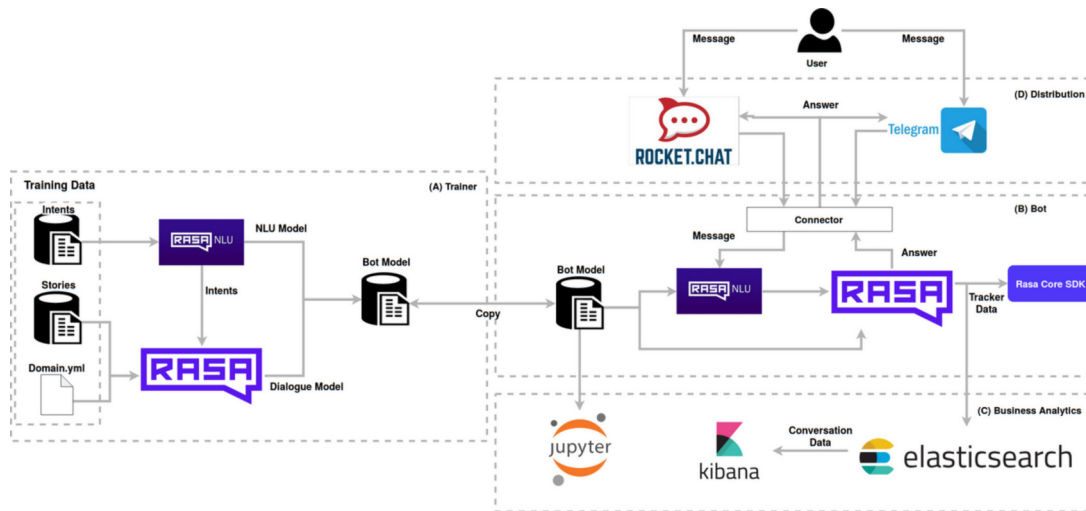 Message
Message
User
(D) Distribution
Answer
ROCKET.CHAT
Telegram
Training Data
(A) Trainer
Intents
RASA NLU
NLU Model
Intents
Stories
Domain.yml
RASA
Dialogue Model
Bot Model
Copy
(B) Bot
Connector
Message
Answer
Bot Model
RASA NLU
RASA
Tracker
Data
Rasa Core SDK
(C) Business Analytics
jupyter
kibana
Conversation
Data
elasticsearch